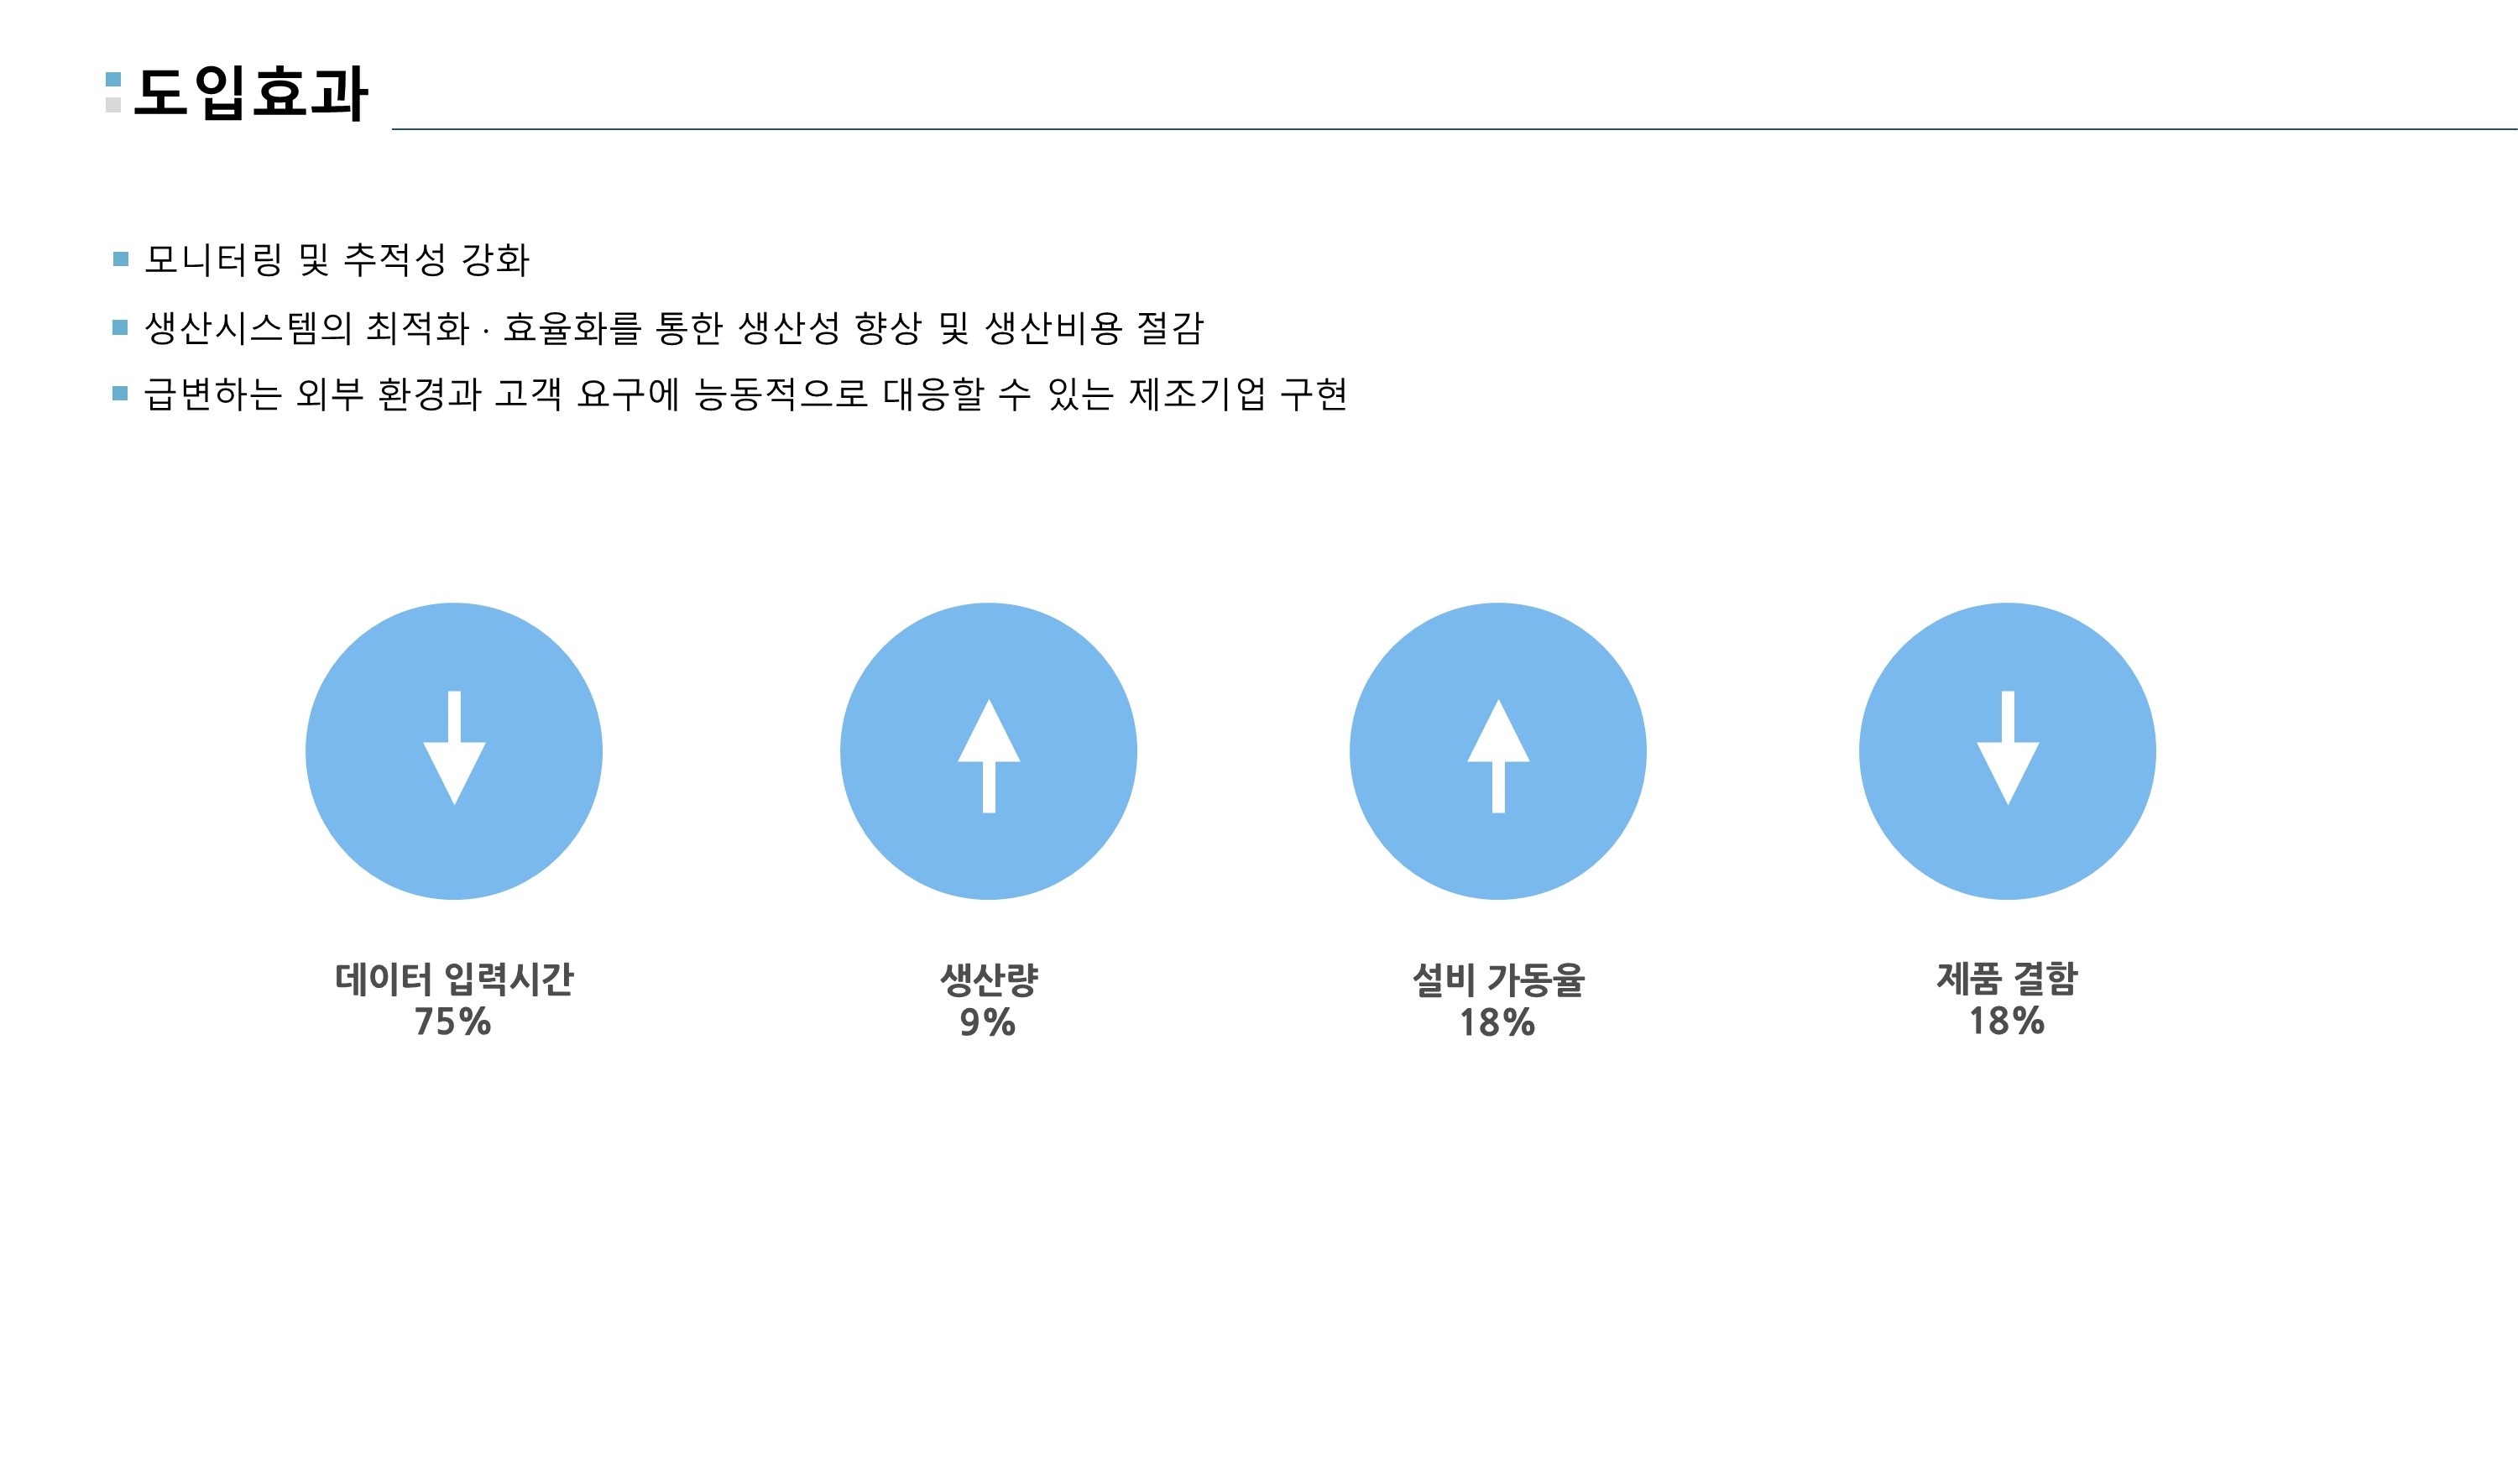 도입효과
모니터링 및 추적성 강화
생산시스템의 최적화 · 효율화를 통한 생산성 향상 및 생산비용 절감
급변하는 외부 환경과 고객 요구에 능동적으로 대응할 수 있는 제조기업 구현
데이터 입력시간
75%
생산량
9%
설비 가동율
18%
제품 결함
18%